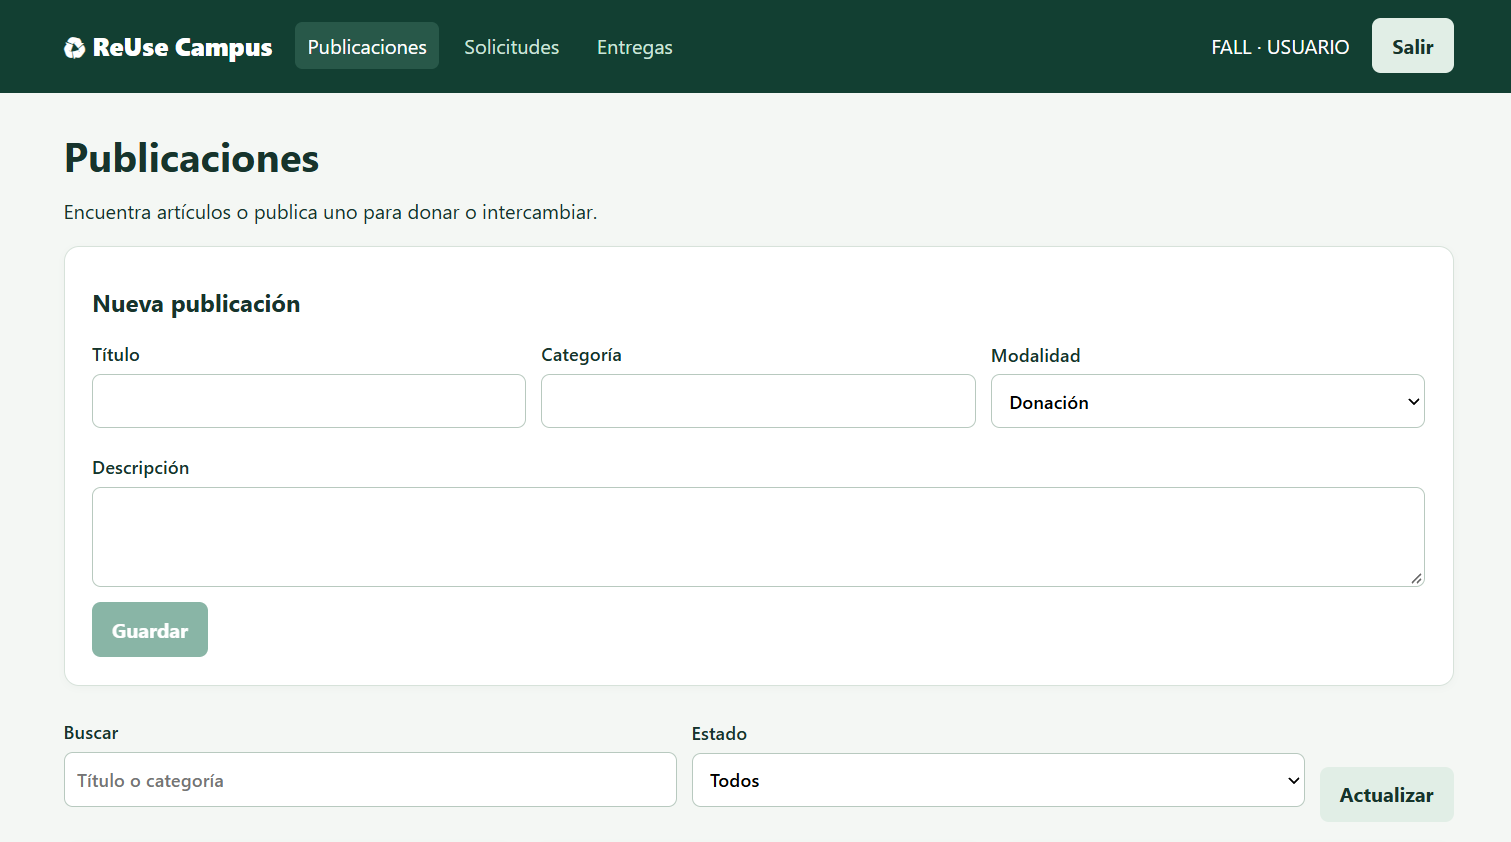 ReUse Campus Publicaciones Solicitudes Entregas FALL · USUARIO Salir
Publicaciones
Encuentra artículos o publica uno para donar o intercambiar.
Nueva publicación
Título Categoría Modalidad
Donación
Descripción
Guardar
Buscar Estado
Título o categoría Todos Actualizar